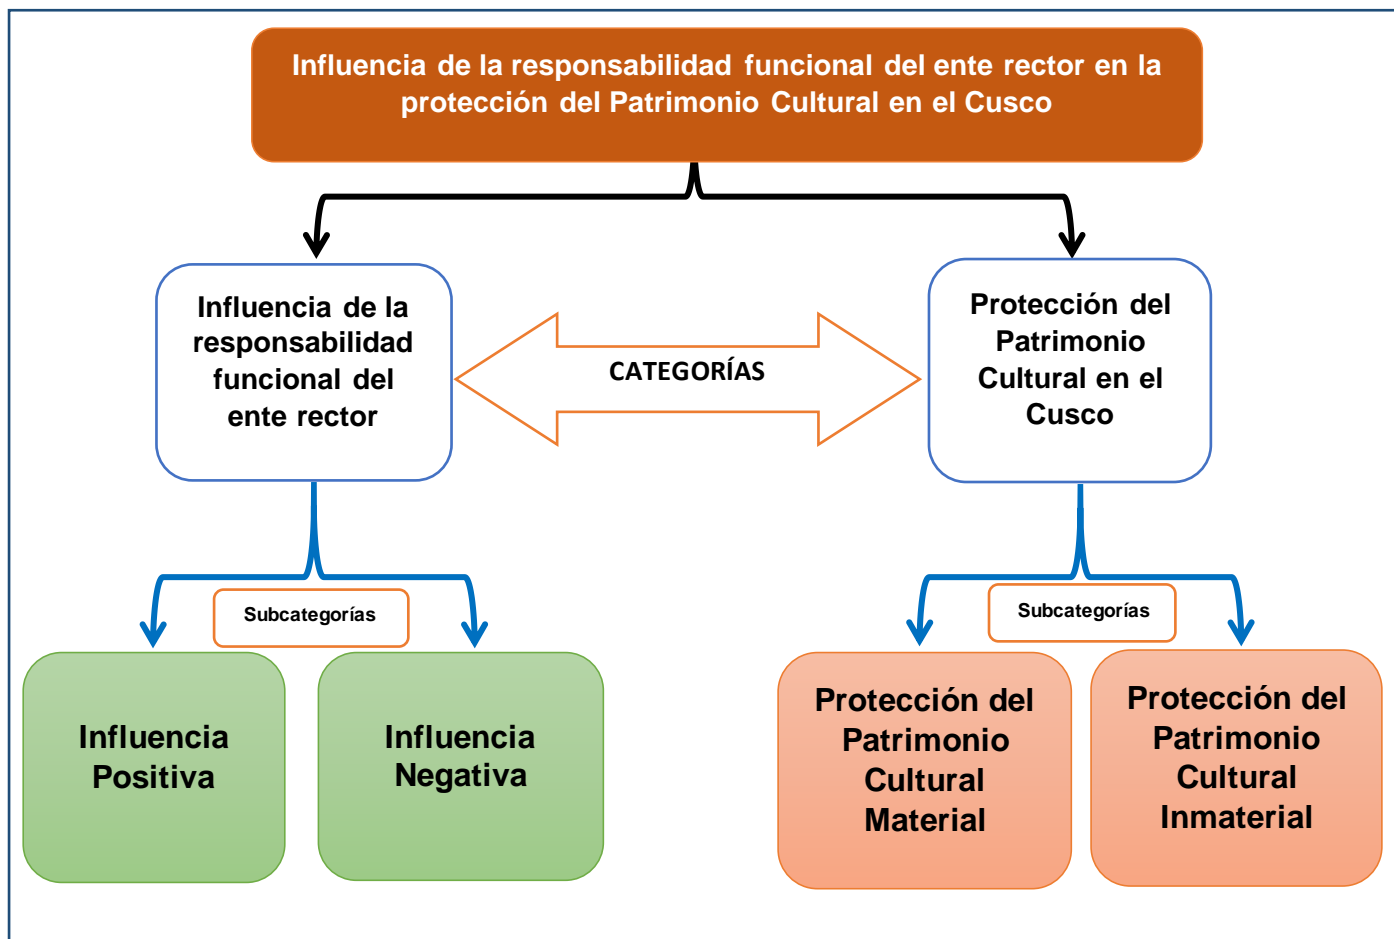 Influencia de la responsabilidad funcional del ente rector en la
protección del Patrimonio Cultural en el Cusco
Influencia de la
responsabilidad
funcional del
ente rector
CATEGORÍAS
Protección del
Patrimonio
Cultural en el
Cusco
Subcategorías
Subcategorías
Influencia
Positiva
Influencia
Negativa
Protección del
Patrimonio
Cultural
Material
Protección del
Patrimonio
Cultural
Inmaterial